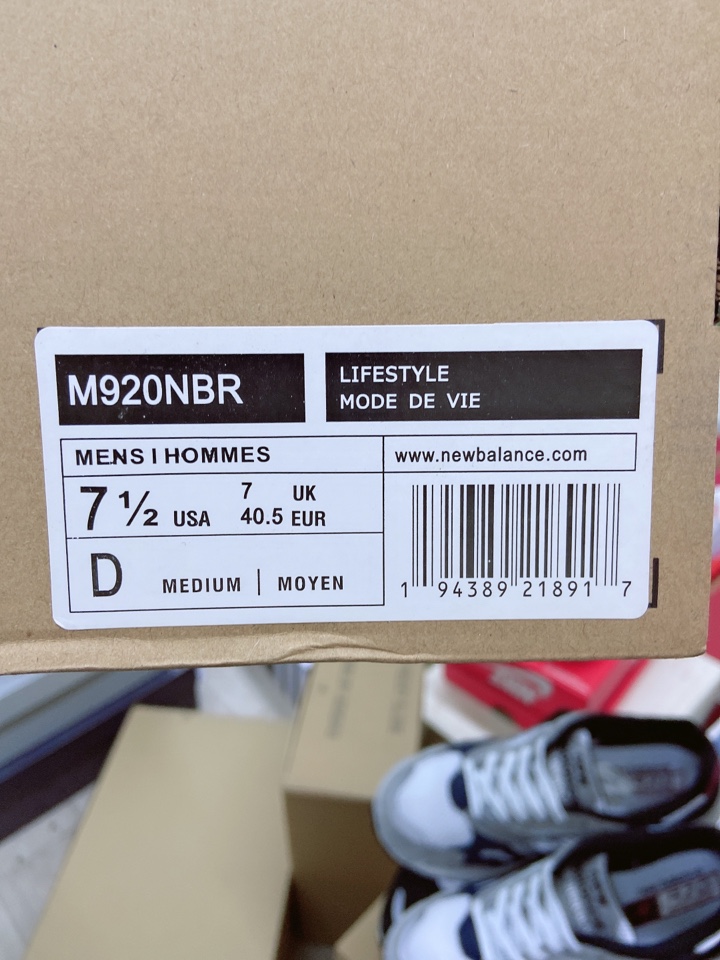 M920NBR
LIFESTYLE
MODE DE VIE
MENS I HOMMES
www.newbalance.com
7 ½ USA
7 UK
40.5 EUR
D MEDIUM | MOYEN
1 94389 21891 7